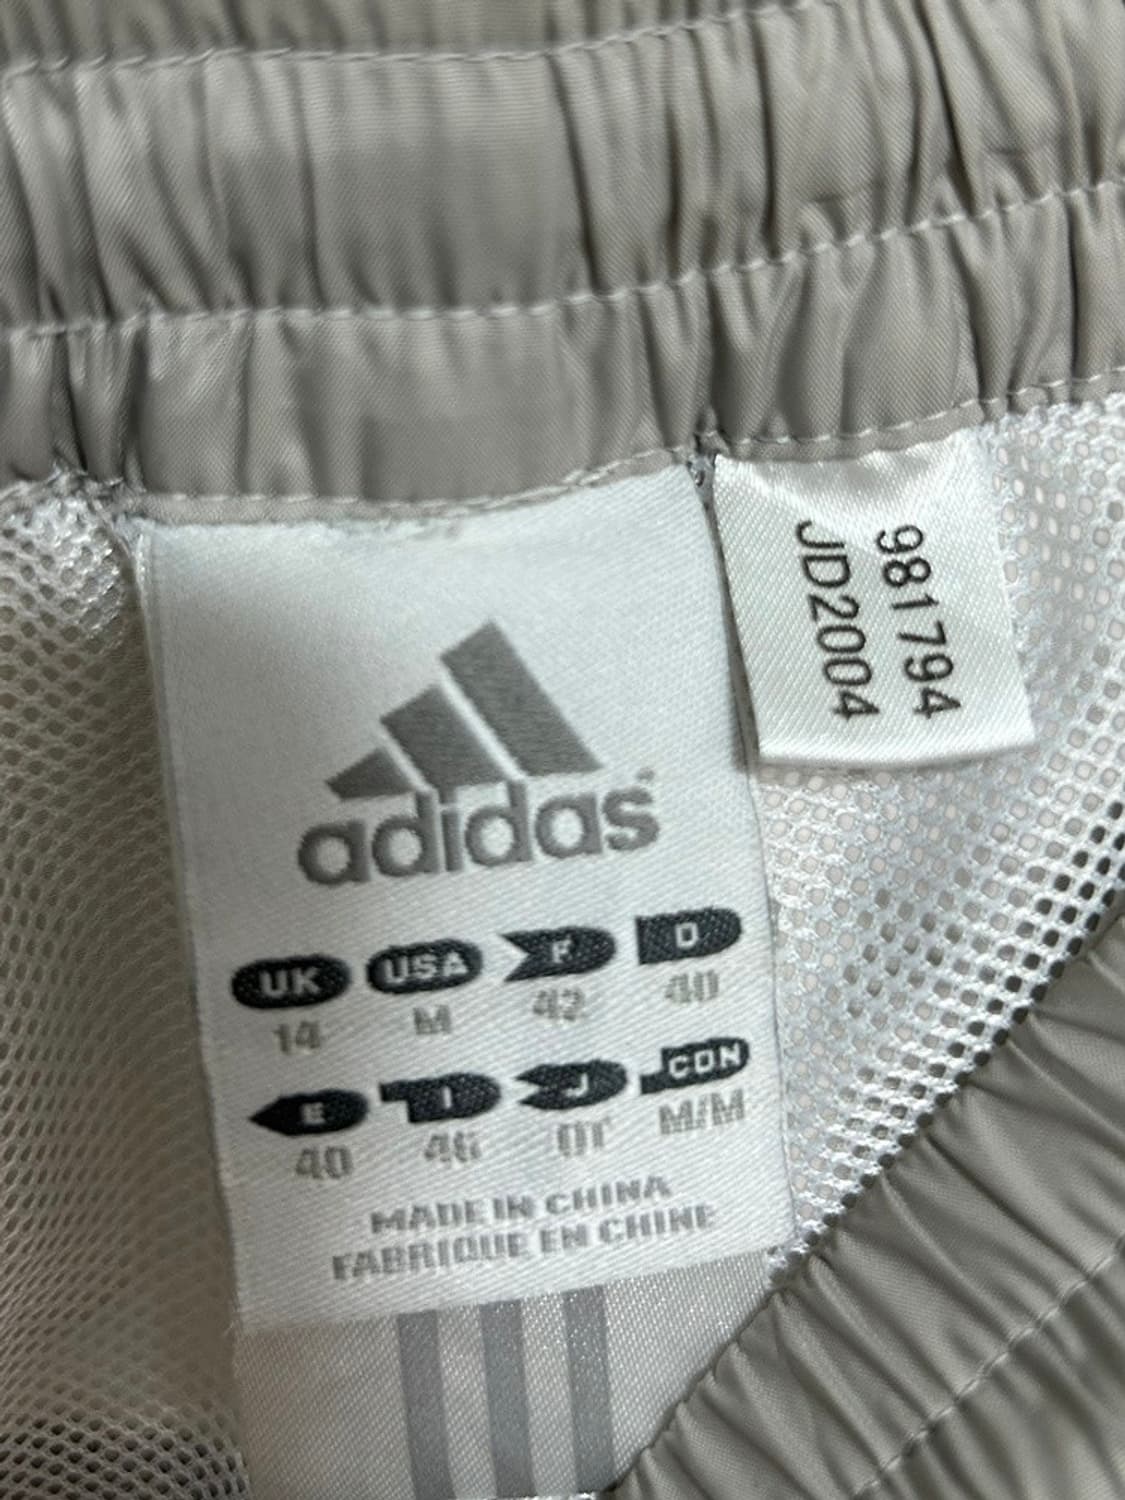 981794
JD2004
adidas
UK USA F D
14 M 42 40
E I J CON
40 46 OT M/M
MADE IN CHINA
FABRIQUE EN CHINE